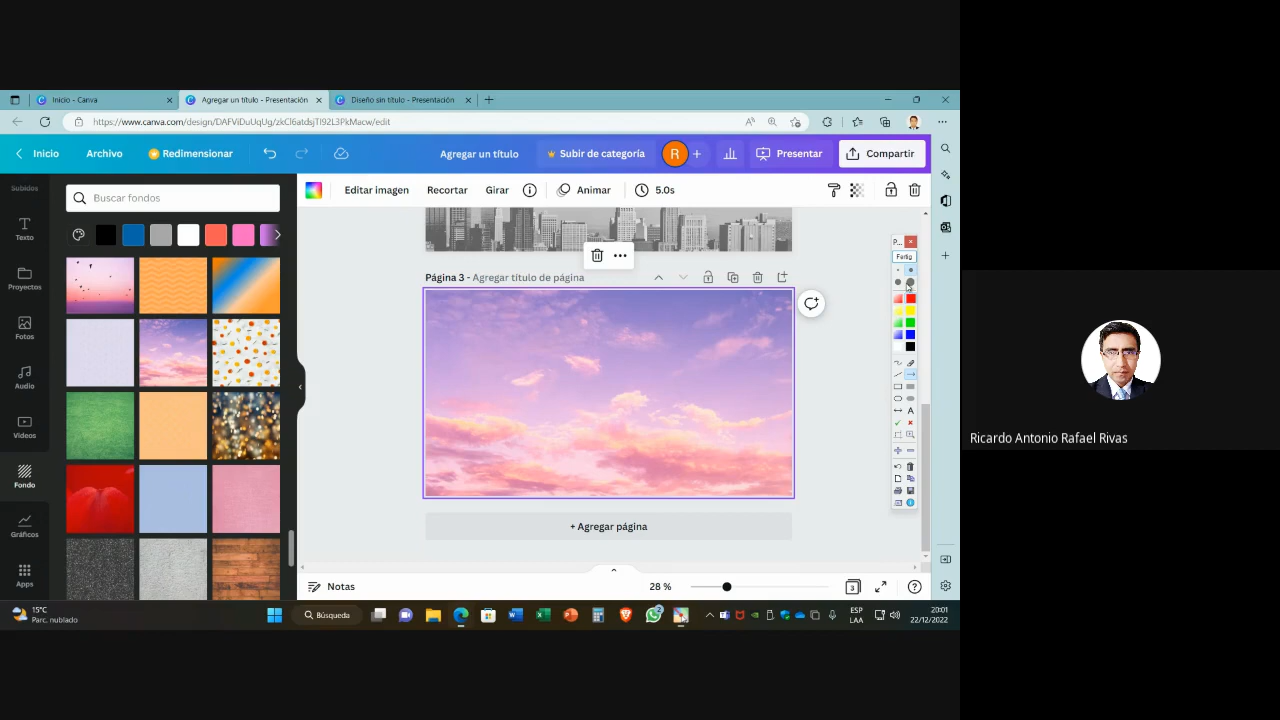 Inicio - Canva
Agregar un título - Presentación
Diseño sin título - Presentación
https://www.canva.com/design/DAFViDuUqUg/zkCl6atdsjTI92L3PkMacw/edit
Inicio
Archivo
Redimensionar
Agregar un título
Subir de categoría
R
Presentar
Compartir
Subidos
Texto
Proyectos
Fotos
Audio
Videos
Fondo
Gráficos
Apps
Buscar fondos
Editar imagen
Recortar
Girar
Animar
5.0s
Página 3 - Agregar título de página
P...
Fertig
A
+ Agregar página
Notas
28 %
3
15°C
Parc. nublado
Búsqueda
2
ESP
LAA
20:01
22/12/2022
Ricardo Antonio Rafael Rivas